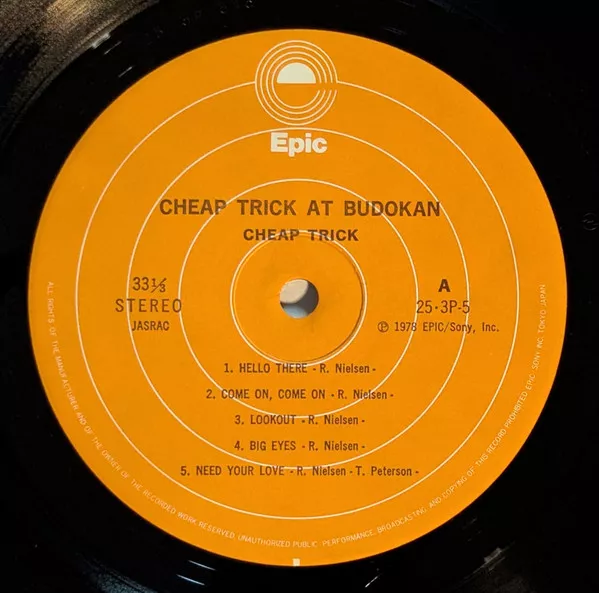 Epic
CHEAP TRICK AT BUDOKAN
CHEAP TRICK
33⅓
STEREO
JASRAC
A
25・3P-5
℗ 1978 EPIC/Sony, Inc.
1. HELLO THERE - R. Nielsen -
2. COME ON, COME ON - R. Nielsen -
3. LOOKOUT - R. Nielsen -
4. BIG EYES - R. Nielsen -
5. NEED YOUR LOVE - R. Nielsen - T. Peterson -
ALL RIGHTS OF THE MANUFACTURER AND OF THE OWNER OF THE RECORDED WORK RESERVED. UNAUTHORIZED PUBLIC PERFORMANCE, BROADCASTING AND COPYING OF THIS RECORD PROHIBITED EPIC/SONY INC. TOKYO JAPAN.